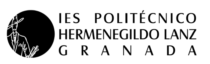 IES POLITÉCNICO
HERMENEGILDO LANZ
GRANADA